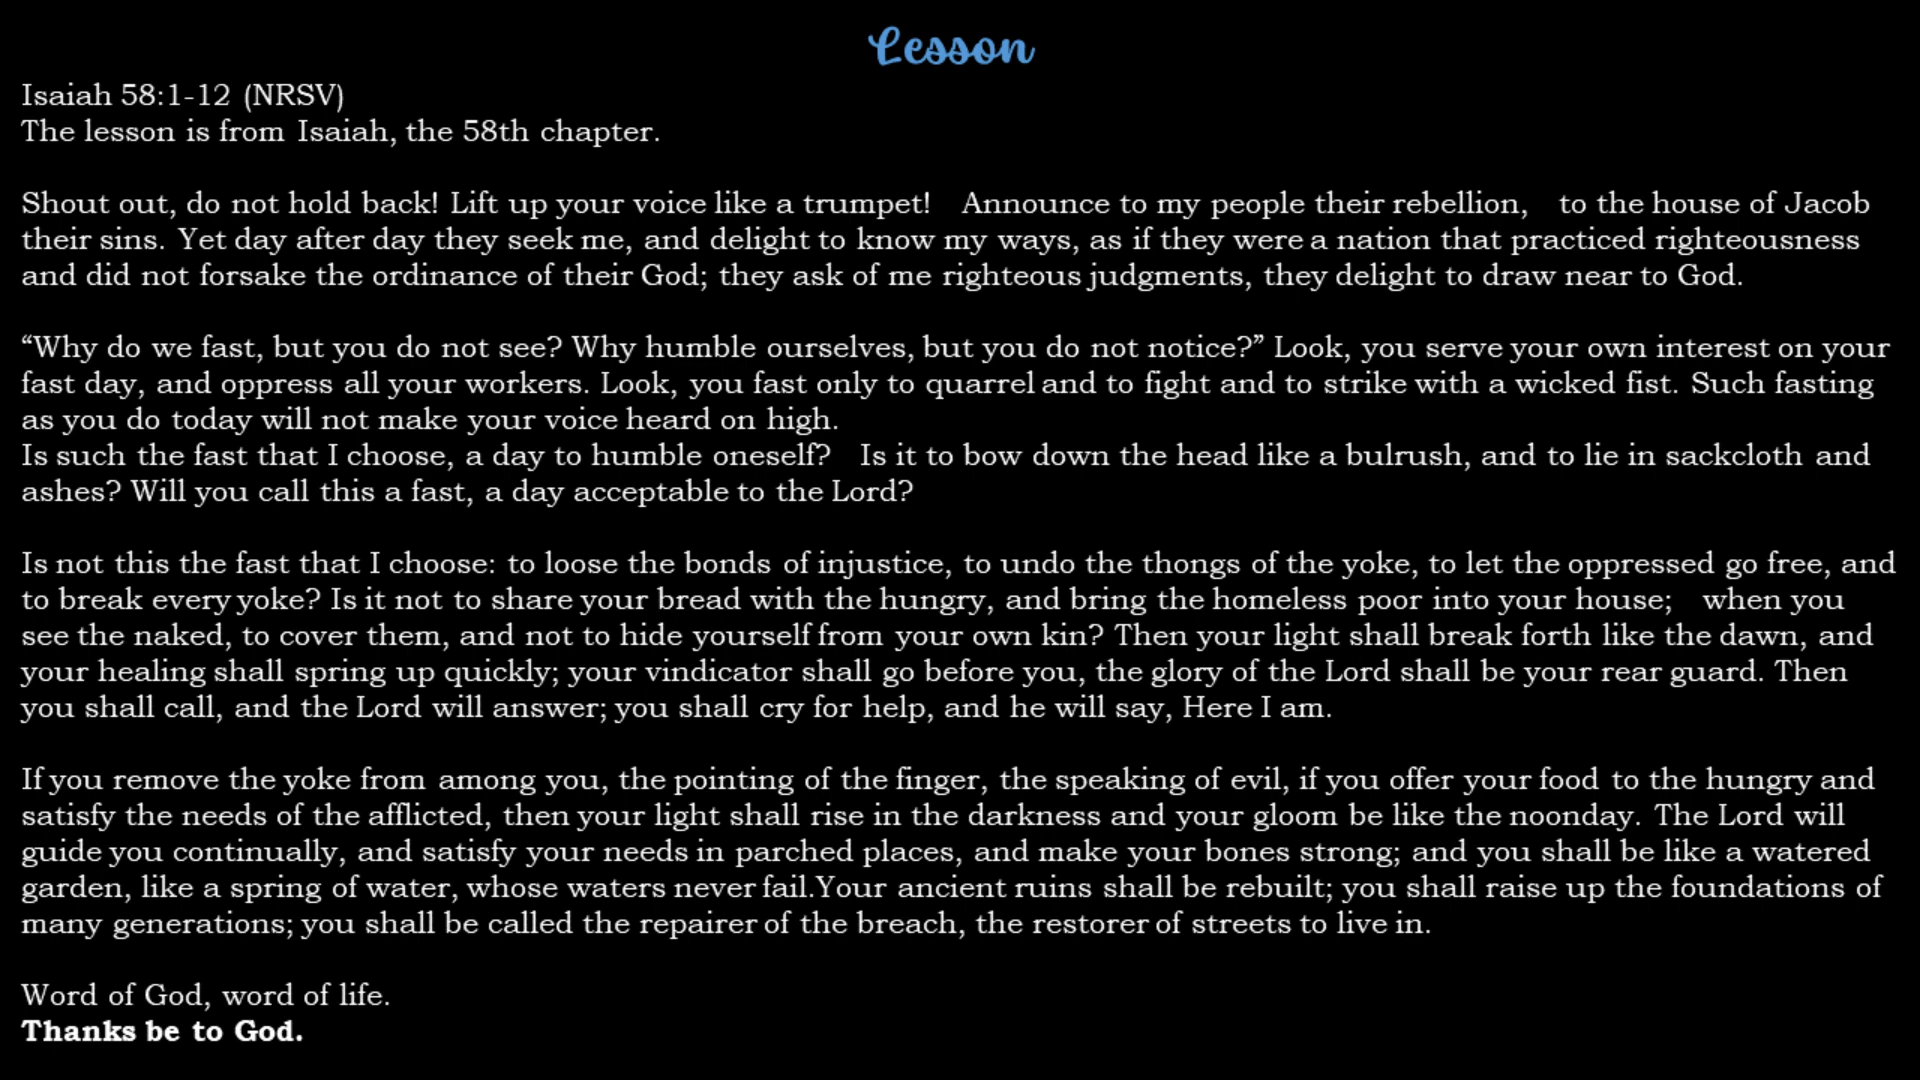 Lesson
Isaiah 58:1-12 (NRSV)
The lesson is from Isaiah, the 58th chapter.
Shout out, do not hold back! Lift up your voice like a trumpet!   Announce to my people their rebellion,   to the house of Jacob
their sins. Yet day after day they seek me, and delight to know my ways, as if they were a nation that practiced righteousness
and did not forsake the ordinance of their God; they ask of me righteous judgments, they delight to draw near to God.
“Why do we fast, but you do not see? Why humble ourselves, but you do not notice?” Look, you serve your own interest on your
fast day, and oppress all your workers. Look, you fast only to quarrel and to fight and to strike with a wicked fist. Such fasting
as you do today will not make your voice heard on high.
Is such the fast that I choose, a day to humble oneself?   Is it to bow down the head like a bulrush, and to lie in sackcloth and
ashes? Will you call this a fast, a day acceptable to the Lord?
Is not this the fast that I choose: to loose the bonds of injustice, to undo the thongs of the yoke, to let the oppressed go free, and
to break every yoke? Is it not to share your bread with the hungry, and bring the homeless poor into your house;   when you
see the naked, to cover them, and not to hide yourself from your own kin? Then your light shall break forth like the dawn, and
your healing shall spring up quickly; your vindicator shall go before you, the glory of the Lord shall be your rear guard. Then
you shall call, and the Lord will answer; you shall cry for help, and he will say, Here I am.
If you remove the yoke from among you, the pointing of the finger, the speaking of evil, if you offer your food to the hungry and
satisfy the needs of the afflicted, then your light shall rise in the darkness and your gloom be like the noonday. The Lord will
guide you continually, and satisfy your needs in parched places, and make your bones strong; and you shall be like a watered
garden, like a spring of water, whose waters never fail.Your ancient ruins shall be rebuilt; you shall raise up the foundations of
many generations; you shall be called the repairer of the breach, the restorer of streets to live in.
Word of God, word of life.
Thanks be to God.